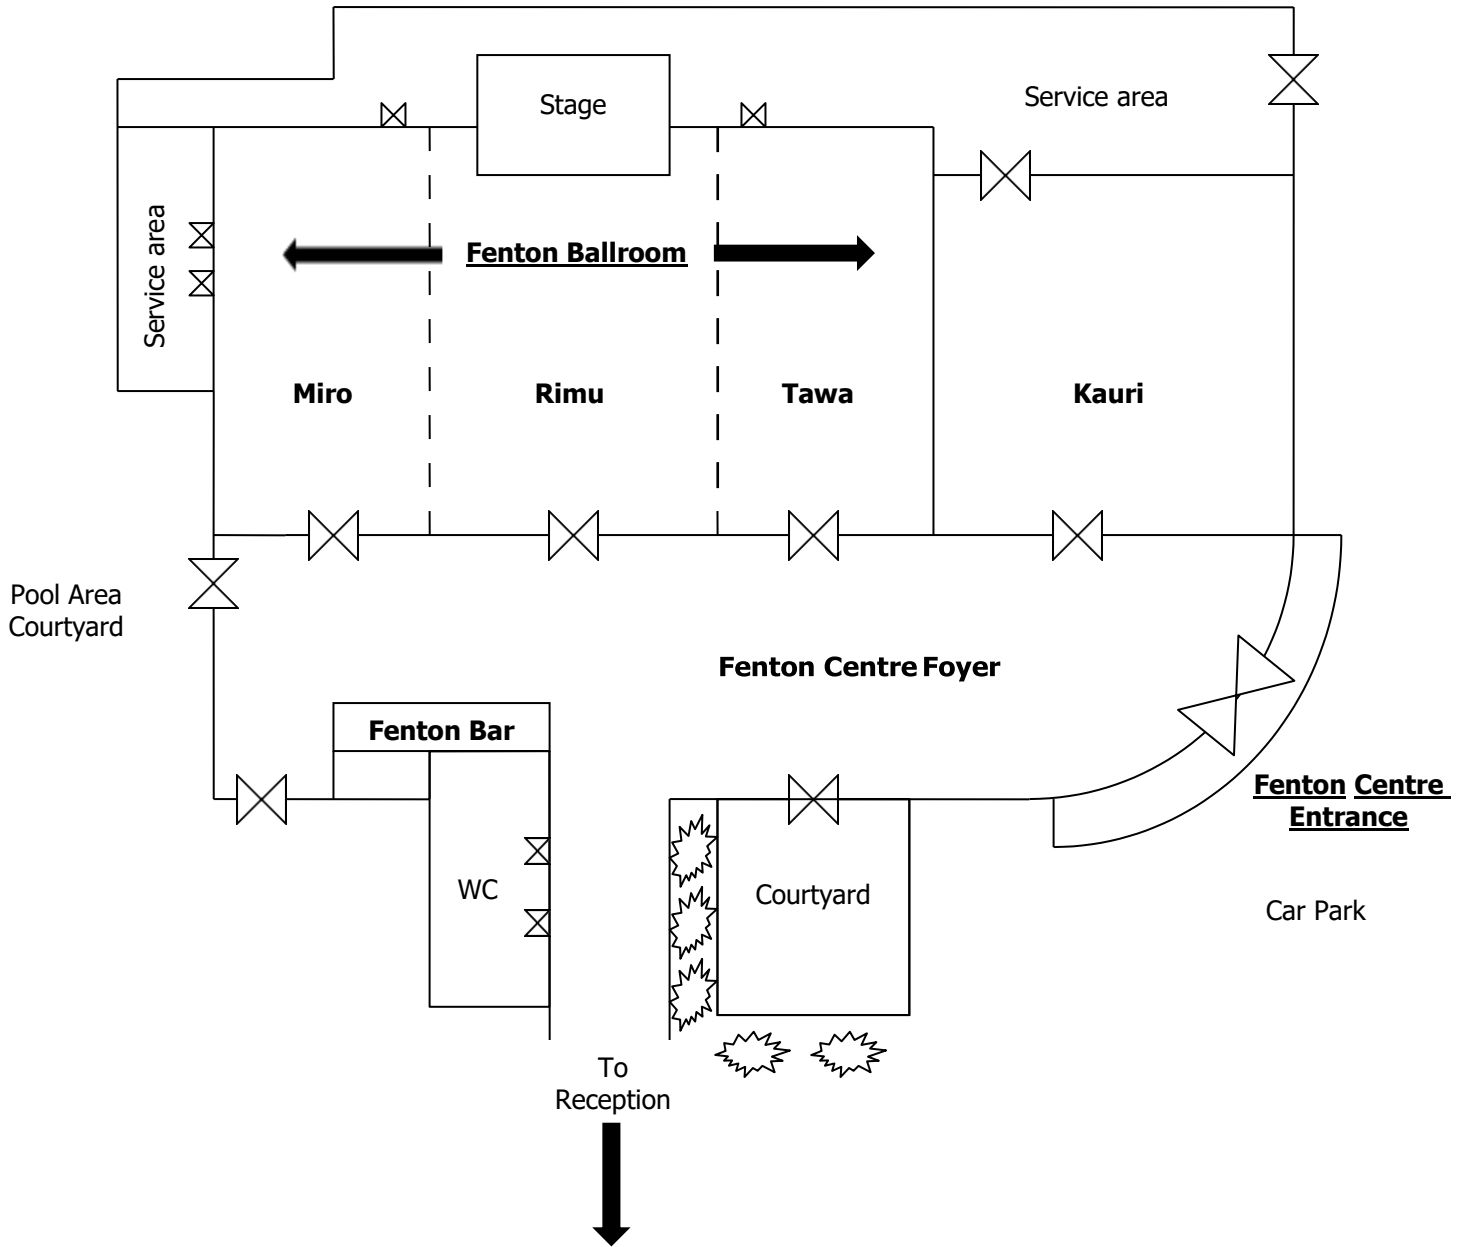 Stage
Service area
Service area
Fenton Ballroom
Miro
Rimu
Tawa
Kauri
Pool Area
Courtyard
Fenton Centre Foyer
Fenton Bar
Fenton Centre
Entrance
WC
Courtyard
Car Park
To
Reception